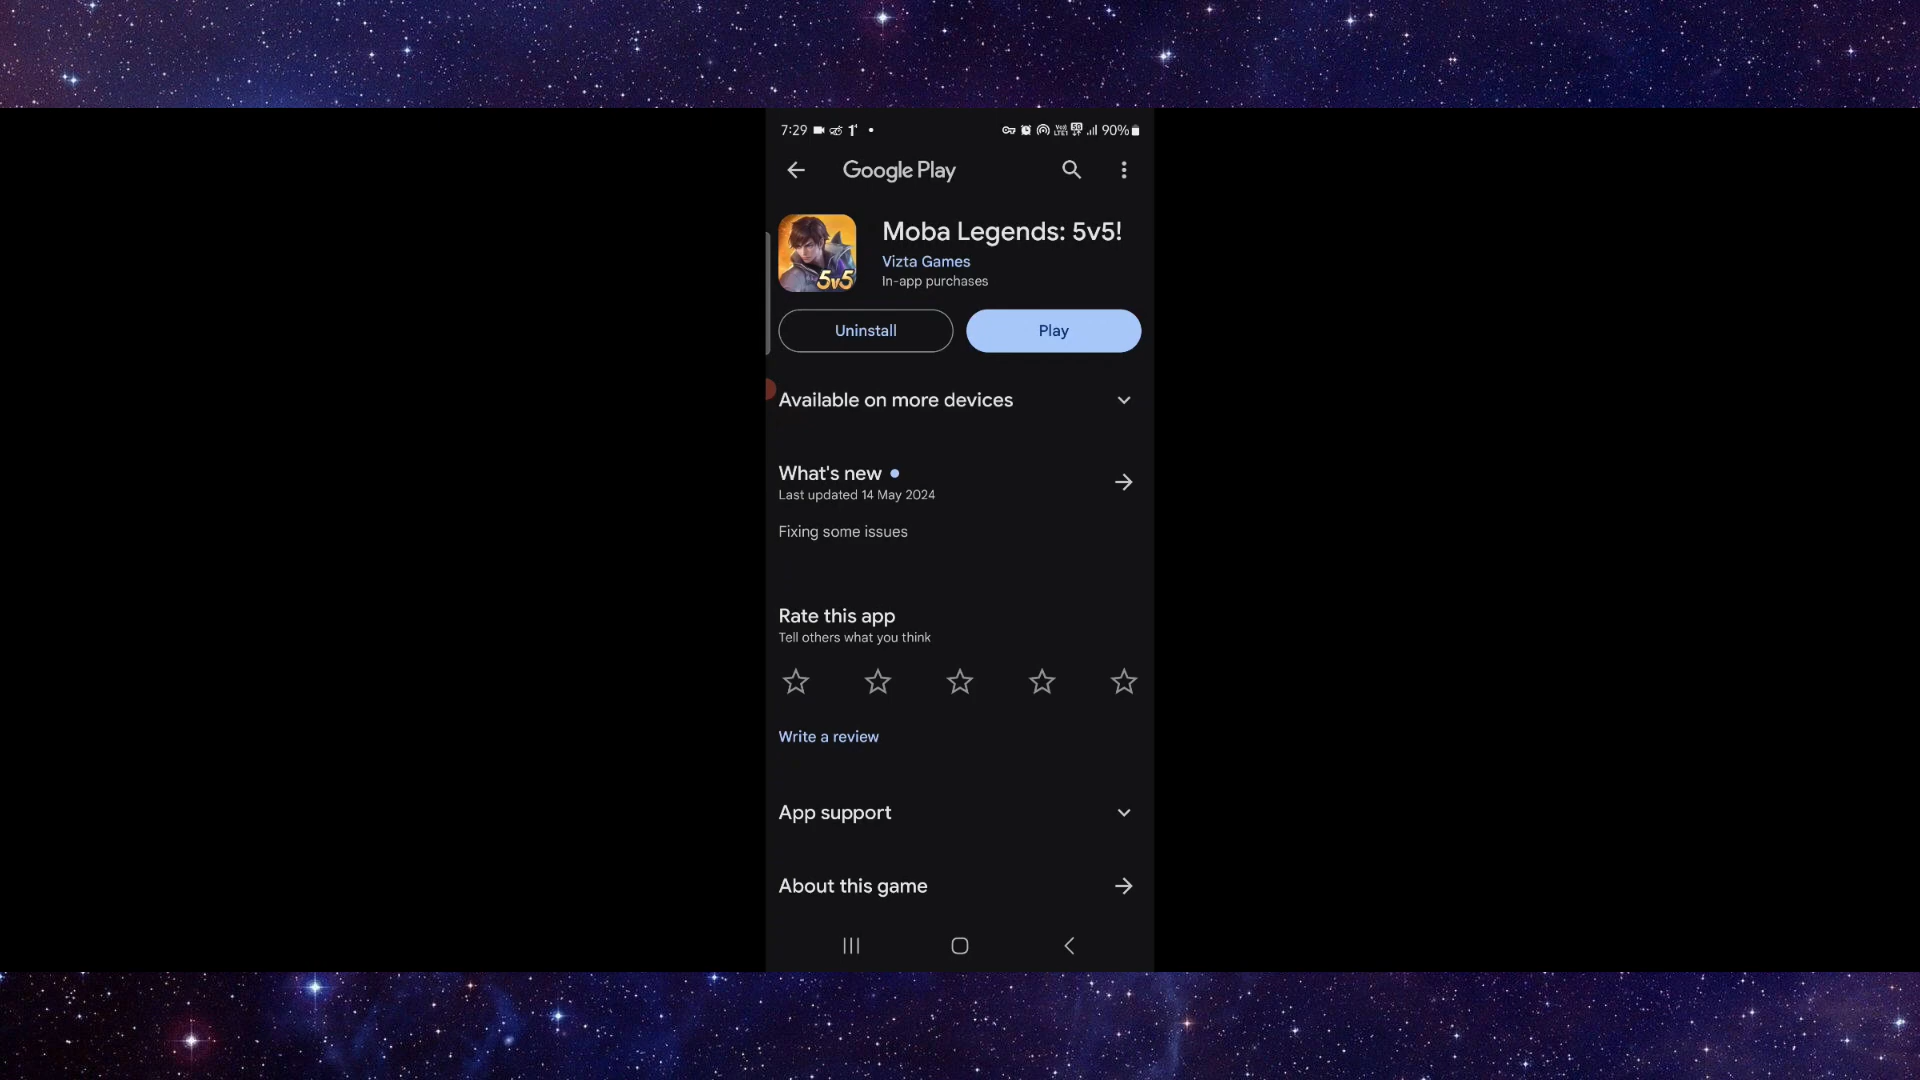 7:29
90%
Google Play
Moba Legends: 5v5!
Vizta Games
In-app purchases
5v5
Uninstall
Play
Available on more devices
What's new
Last updated 14 May 2024
Fixing some issues
Rate this app
Tell others what you think
Write a review
App support
About this game